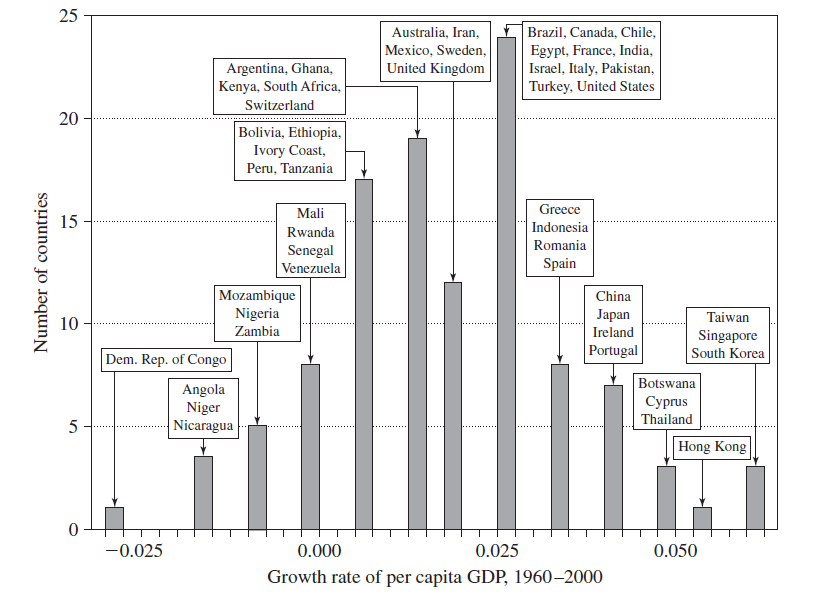 25
20
15
10
5
0
Number of countries
Dem. Rep. of Congo
Angola
Niger
Nicaragua
Mozambique
Nigeria
Zambia
Mali
Rwanda
Senegal
Venezuela
Bolivia, Ethiopia,
Ivory Coast,
Peru, Tanzania
Argentina, Ghana,
Kenya, South Africa,
Switzerland
Australia, Iran,
Mexico, Sweden,
United Kingdom
Brazil, Canada, Chile,
Egypt, France, India,
Israel, Italy, Pakistan,
Turkey, United States
Greece
Indonesia
Romania
Spain
China
Japan
Ireland
Portugal
Botswana
Cyprus
Thailand
Hong Kong
Taiwan
Singapore
South Korea
−0.025 0.000 0.025 0.050
Growth rate of per capita GDP, 1960–2000